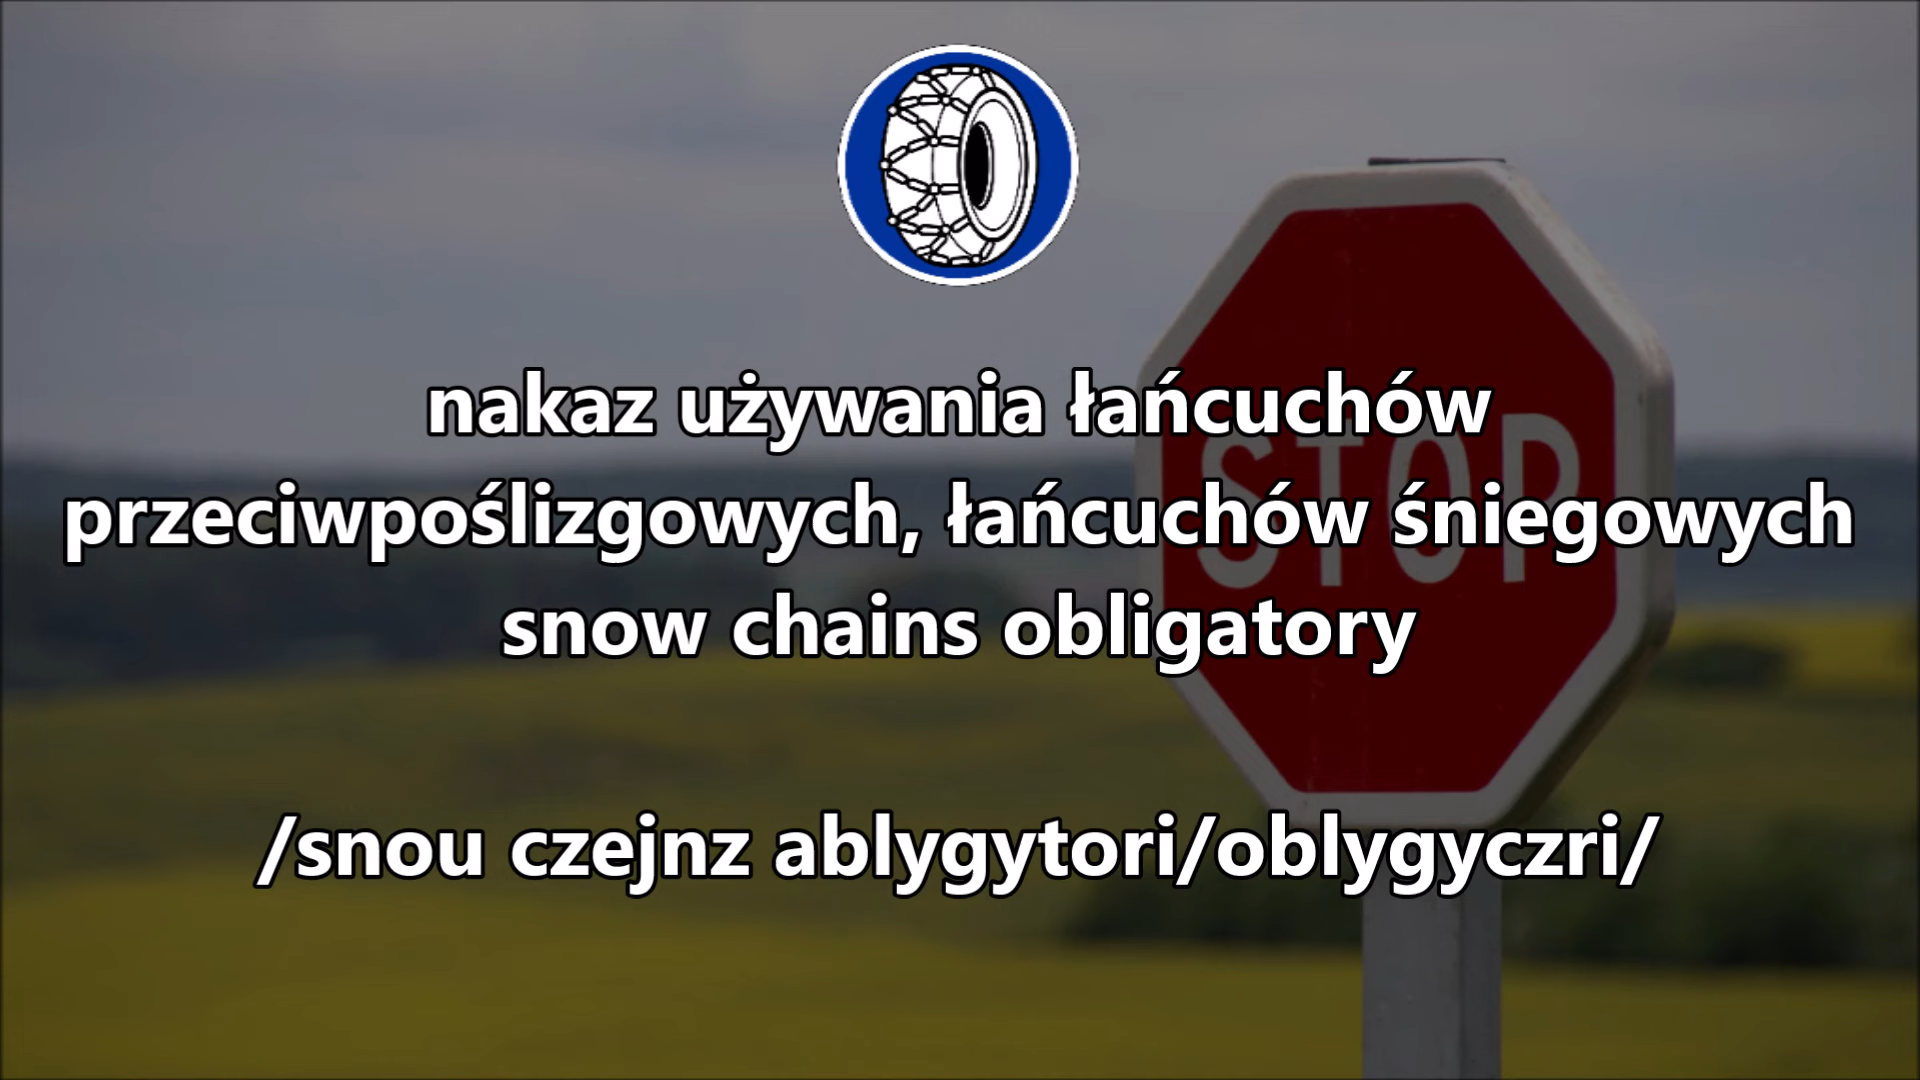 nakaz używania łańcuchów
przeciwpoślizgowych, łańcuchów śniegowych
STOP
snow chains obligatory
/snou czejnz ablygytori/oblygyczri/